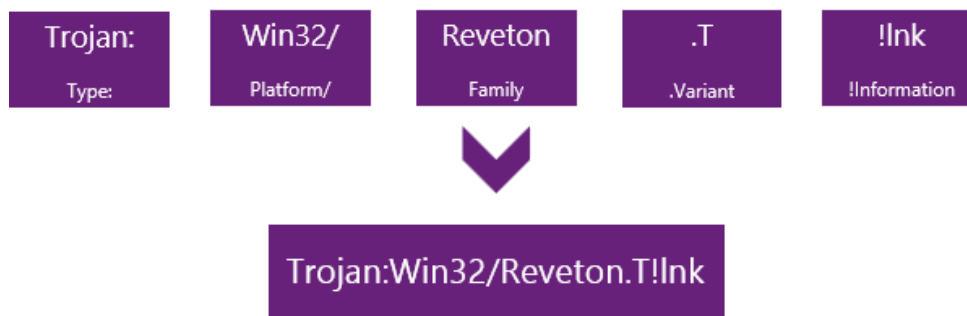 Trojan:
Type:
Win32/
Platform/
Reveton
Family
.T
.Variant
!lnk
!Information
Trojan:Win32/Reveton.T!lnk